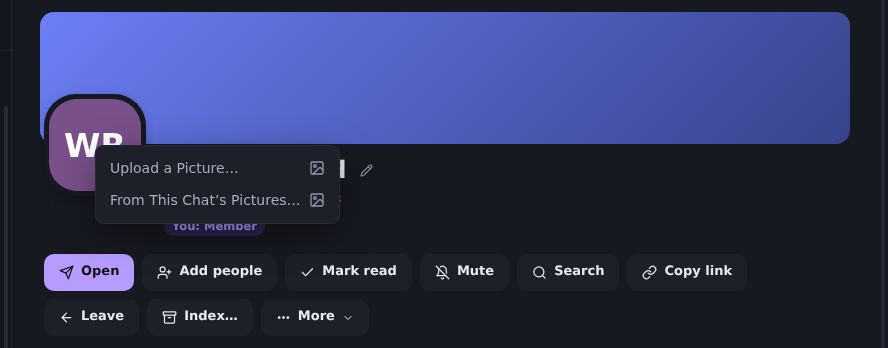 Upload a Picture…
From This Chat’s Pictures…
You: Member
Open
Add people
Mark read
Mute
Search
Copy link
Leave
Index…
More